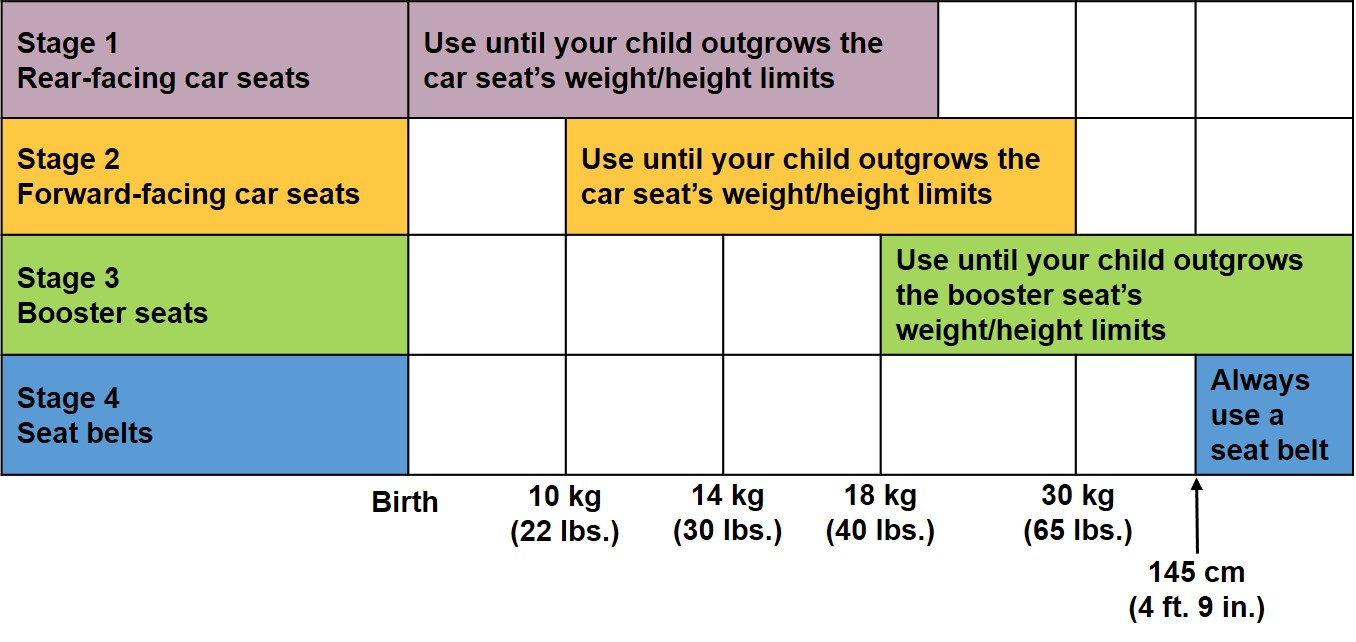 Stage 1
Rear-facing car seats
Use until your child outgrows the
car seat's weight/height limits
Stage 2
Forward-facing car seats
Use until your child outgrows the
car seat's weight/height limits
Stage 3
Booster seats
Use until your child outgrows
the booster seat's
weight/height limits
Stage 4
Seat belts
Always
use a
seat belt
Birth
10 kg
(22 lbs.)
14 kg
(30 lbs.)
18 kg
(40 lbs.)
30 kg
(65 lbs.)
145 cm
(4 ft. 9 in.)